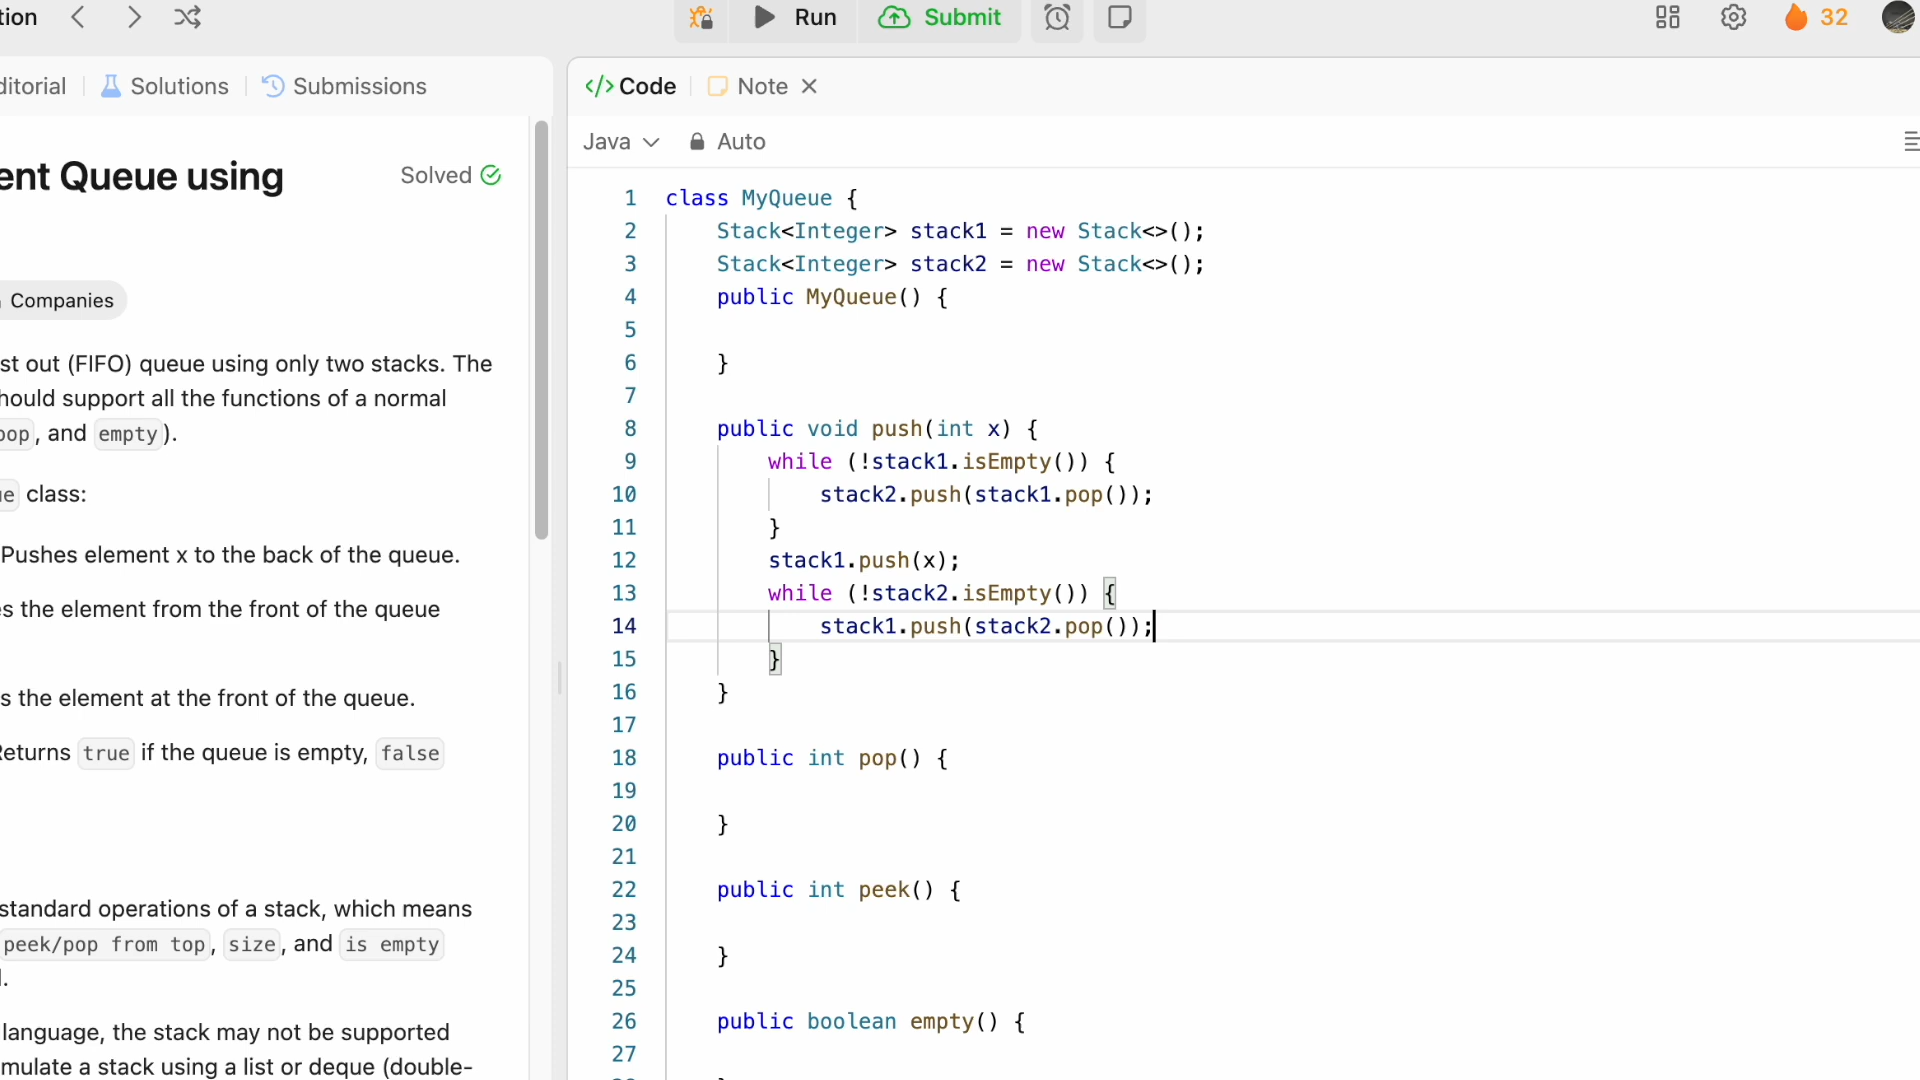 tion
Run
Submit
32
ditorial
Solutions
Submissions
ent Queue using
Solved
Companies
st out (FIFO) queue using only two stacks. The
hould support all the functions of a normal
pop, and empty).
ue class:
Pushes element x to the back of the queue.
es the element from the front of the queue
s the element at the front of the queue.
Returns true if the queue is empty, false
standard operations of a stack, which means
peek/pop from top, size, and is empty
l.
language, the stack may not be supported
mulate a stack using a list or deque (double-
</> Code
Note
Java
Auto
1 class MyQueue {
2 Stack<Integer> stack1 = new Stack<>();
3 Stack<Integer> stack2 = new Stack<>();
4 public MyQueue() {
5
6 }
7
8 public void push(int x) {
9 while (!stack1.isEmpty()) {
10 stack2.push(stack1.pop());
11 }
12 stack1.push(x);
13 while (!stack2.isEmpty()) {
14 stack1.push(stack2.pop());
15 }
16 }
17
18 public int pop() {
19
20 }
21
22 public int peek() {
23
24 }
25
26 public boolean empty() {
27